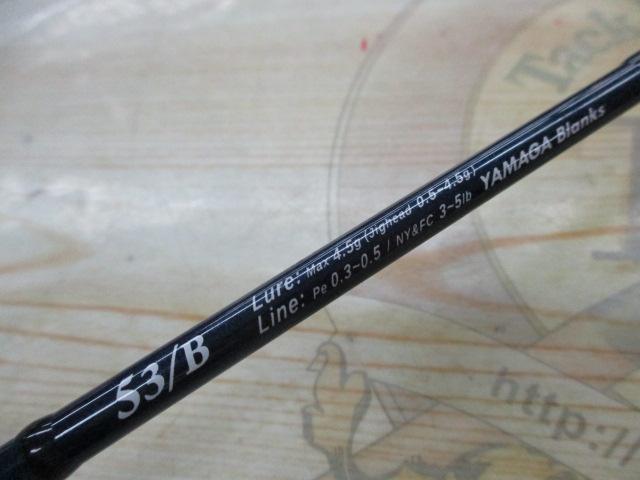 53/B
Lure: Max 4.5g (Jighead 0.5-4.5g)
Line: Pe 0.3-0.5 / NY&FC 3-5lb
YAMAGA Blanks
Tack
http://